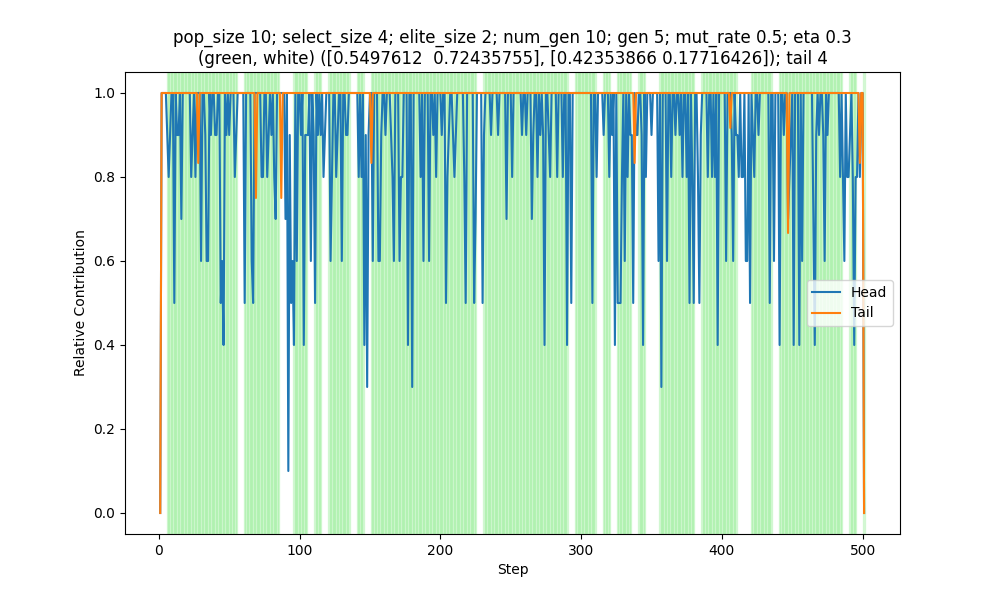 pop_size 10; select_size 4; elite_size 2; num_gen 10; gen 5; mut_rate 0.5; eta 0.3
(green, white) ([0.5497612  0.72435755], [0.42353866 0.17716426]); tail 4
1.0
0.8
0.6
0.4
0.2
0.0
Relative Contribution
Head
Tail
0
100
200
300
400
500
Step